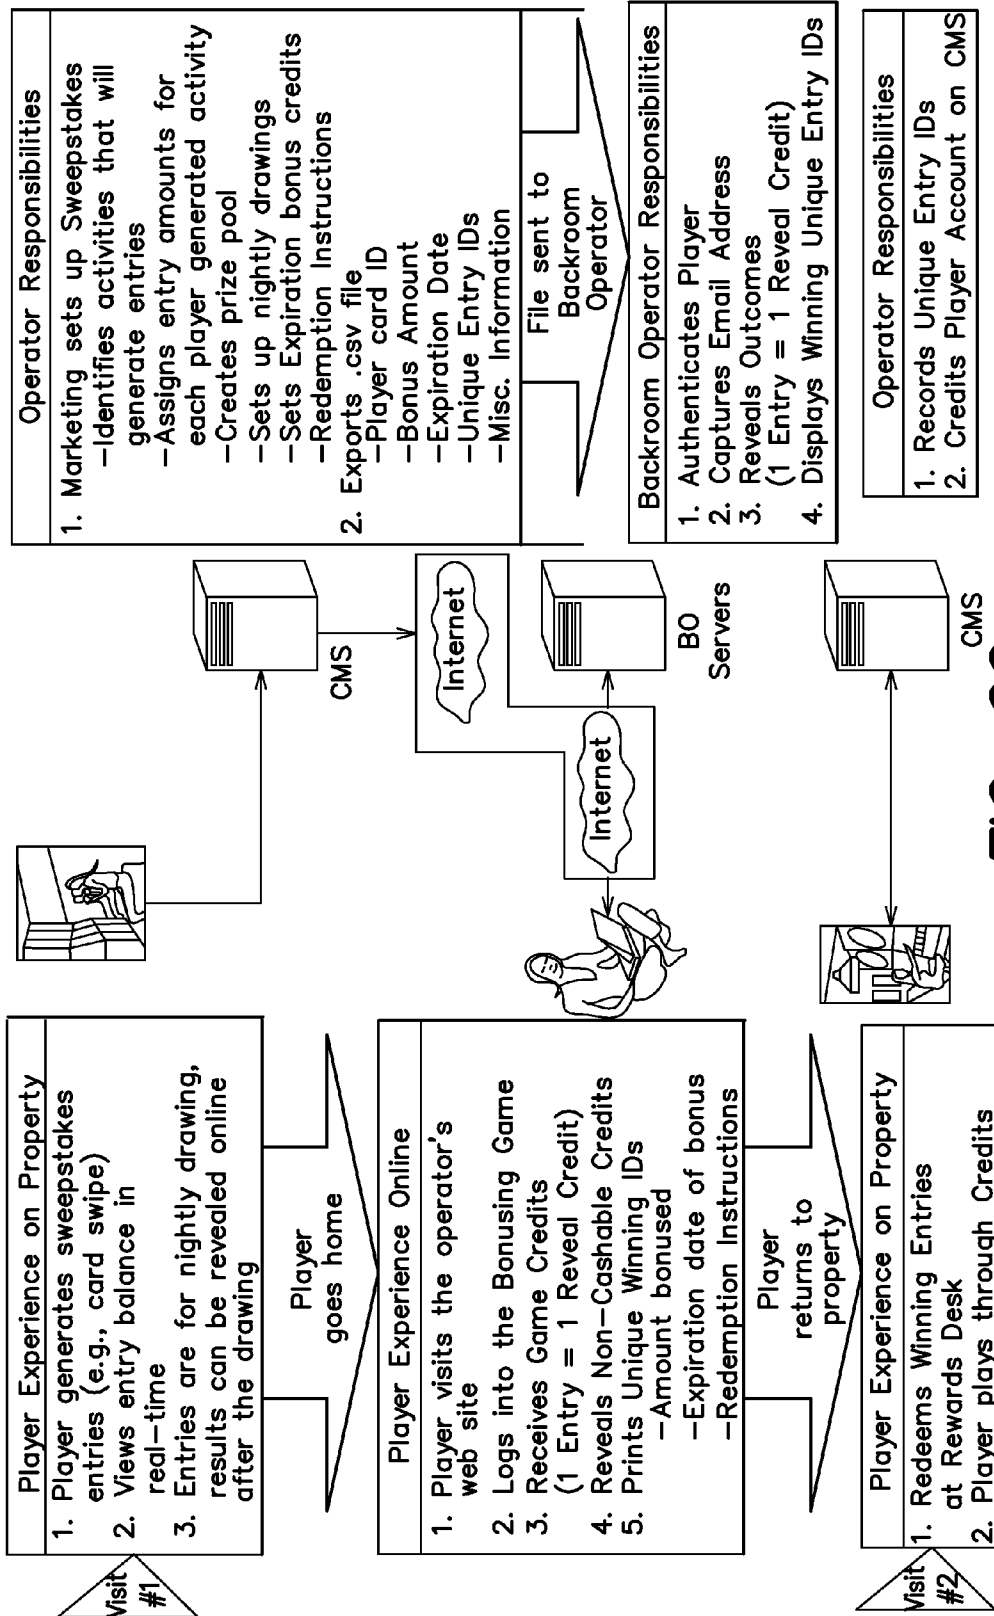 Visit
#1
Player Experience on Property
1. Player generates sweepstakes
entries (e.g., card swipe)
2. Views entry balance in
real-time
3. Entries are for nightly drawing,
results can be revealed online
after the drawing
Player
goes home
Player Experience Online
1. Player visits the operator's
web site
2. Logs into the Bonusing Game
3. Receives Game Credits
(1 Entry = 1 Reveal Credit)
4. Reveals Non-Cashable Credits
5. Prints Unique Winning IDs
-Amount bonused
-Expiration date of bonus
-Redemption Instructions
Player
returns to
property
Visit
#2
Player Experience on Property
1. Redeems Winning Entries
at Rewards Desk
2. Player plays through Credits
CMS
Internet
Internet
BO
Servers
CMS
Operator Responsibilities
1. Marketing sets up Sweepstakes
-Identifies activities that will
generate entries
-Assigns entry amounts for
each player generated activity
-Creates prize pool
-Sets up nightly drawings
-Sets Expiration bonus credits
-Redemption Instructions
2. Exports .csv file
-Player card ID
-Bonus Amount
-Expiration Date
-Unique Entry IDs
-Misc. Information
File sent to
Backroom
Operator
Backroom Operator Responsibilities
1. Authenticates Player
2. Captures Email Address
3. Reveals Outcomes
(1 Entry = 1 Reveal Credit)
4. Displays Winning Unique Entry IDs
Operator Responsibilities
1. Records Unique Entry IDs
2. Credits Player Account on CMS